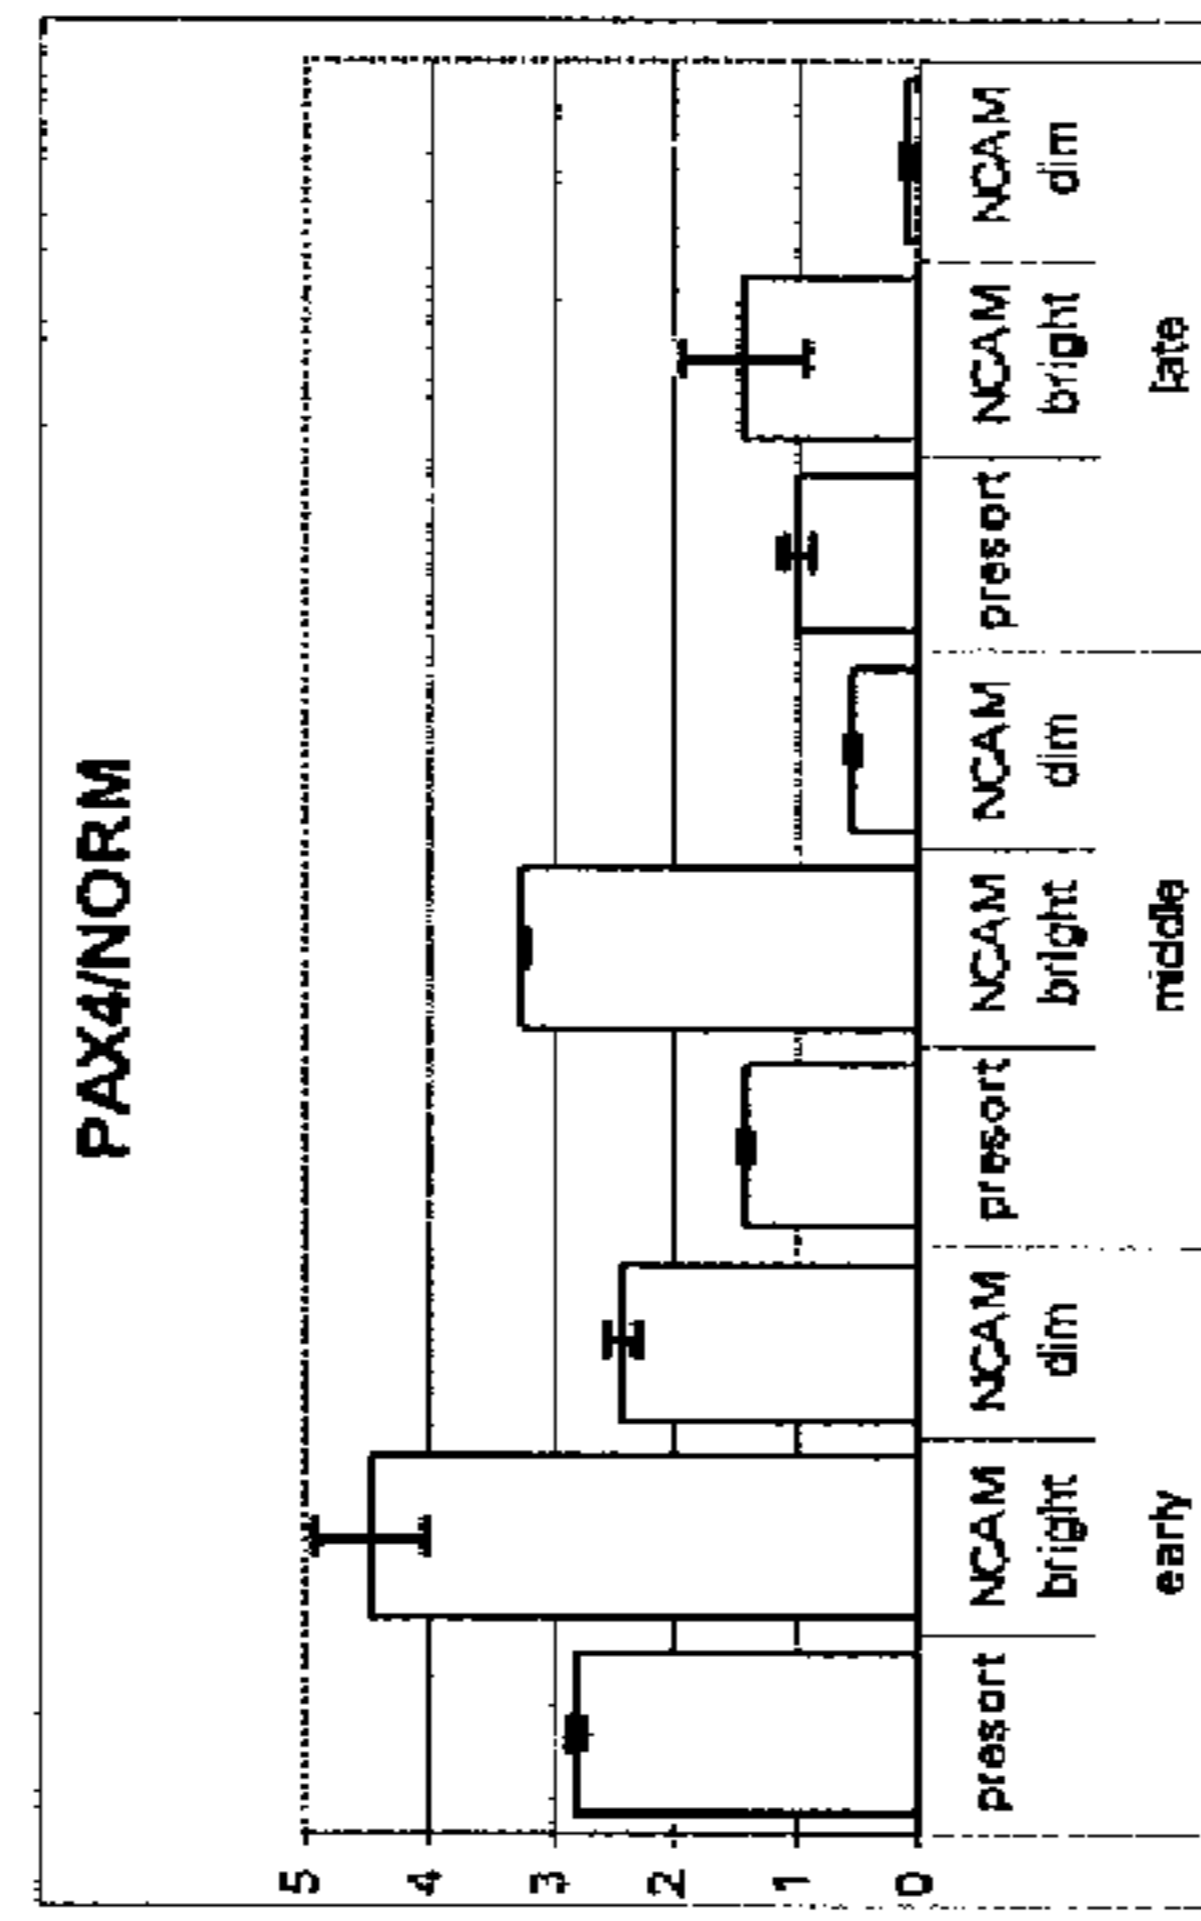 PAX4/NORM
5
4
3
2
1
0
presort NCAM bright NCAM dim presort NCAM bright NCAM dim presort NCAM bright NCAM dim
early middle late